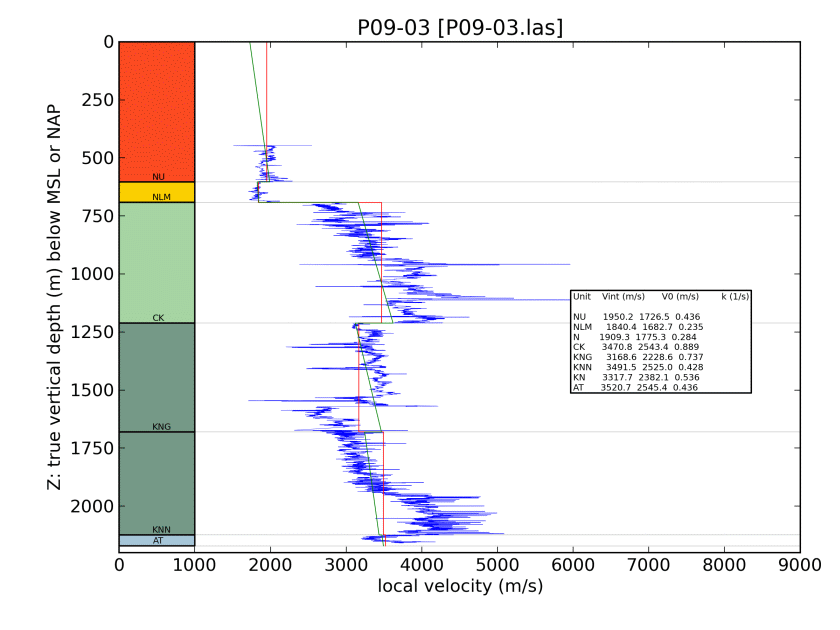 P09-03 [P09-03.las]
Z: true vertical depth (m) below MSL or NAP
0
250
500
750
1000
1250
1500
1750
2000
NU
NLM
CK
KNG
KNN
AT
Unit Vint (m/s) V0 (m/s) k (1/s)
NU 1950.2 1726.5 0.436
NLM 1840.4 1682.7 0.235
N 1909.3 1775.3 0.284
CK 3470.8 2543.4 0.889
KNG 3168.6 2228.6 0.737
KNN 3491.5 2525.0 0.428
KN 3317.7 2382.1 0.536
AT 3520.7 2545.4 0.436
0 1000 2000 3000 4000 5000 6000 7000 8000 9000
local velocity (m/s)